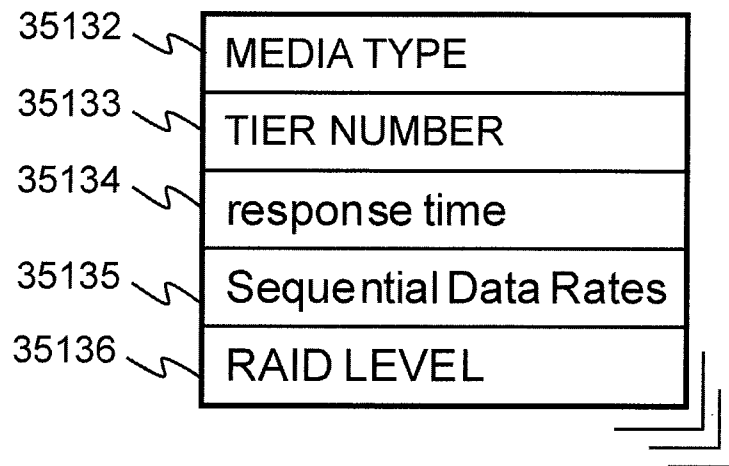 35132 MEDIA TYPE
35133 TIER NUMBER
35134 response time
35135 Sequential Data Rates
35136 RAID LEVEL